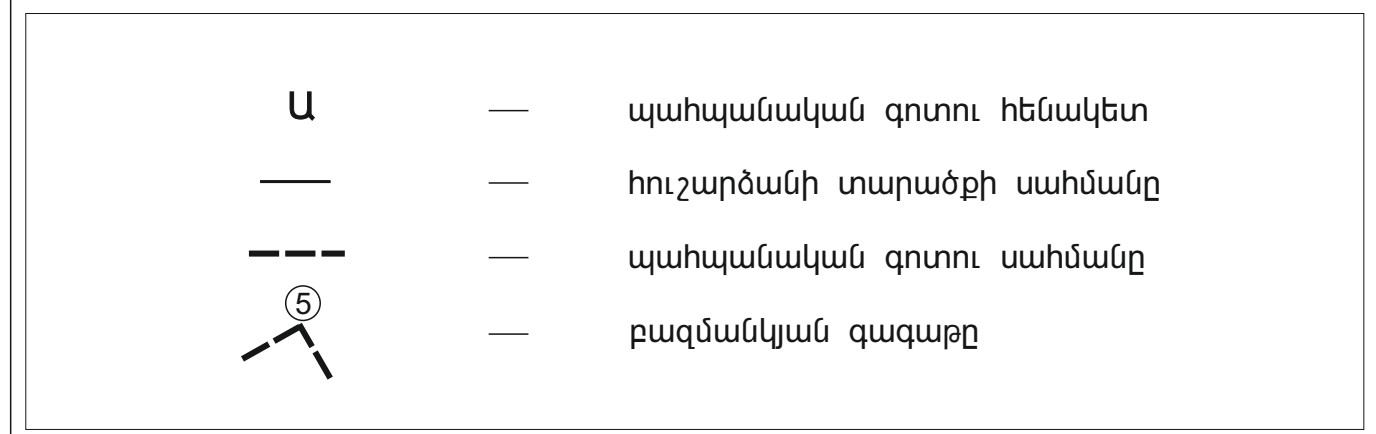 ա — պահպանական գոտու հենակետ
— հուշարձանի տարածքի սահմանը
— պահպանական գոտու սահմանը
5 — բազմանկյան գագաթը